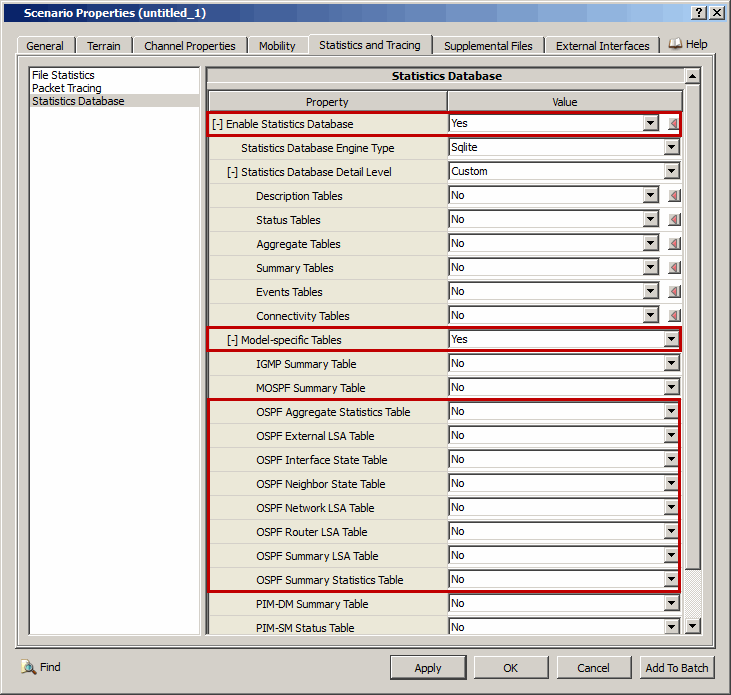 Scenario Properties (untitled_1)
General Terrain Channel Properties Mobility Statistics and Tracing Supplemental Files External Interfaces Help
File Statistics
Packet Tracing
Statistics Database
Statistics Database
Property Value
[-] Enable Statistics Database Yes
Statistics Database Engine Type Sqlite
[-] Statistics Database Detail Level Custom
Description Tables No
Status Tables No
Aggregate Tables No
Summary Tables No
Events Tables No
Connectivity Tables No
[-] Model-specific Tables Yes
IGMP Summary Table No
MOSPF Summary Table No
OSPF Aggregate Statistics Table No
OSPF External LSA Table No
OSPF Interface State Table No
OSPF Neighbor State Table No
OSPF Network LSA Table No
OSPF Router LSA Table No
OSPF Summary LSA Table No
OSPF Summary Statistics Table No
PIM-DM Summary Table No
PIM-SM Status Table No
Find Apply OK Cancel Add To Batch